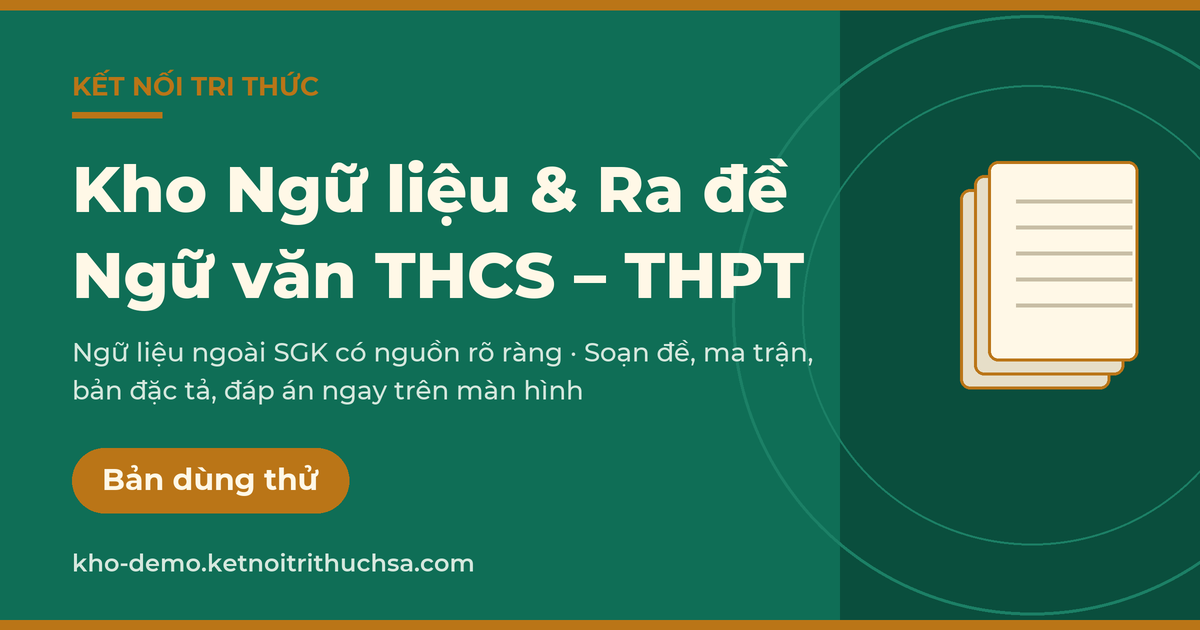 KẾT NỐI TRI THỨC
Kho Ngữ liệu & Ra đề
Ngữ văn THCS – THPT
Ngữ liệu ngoài SGK có nguồn rõ ràng · Soạn đề, ma trận,
bản đặc tả, đáp án ngay trên màn hình
Bản dùng thử
kho-demo.ketnoitrithuchsa.com